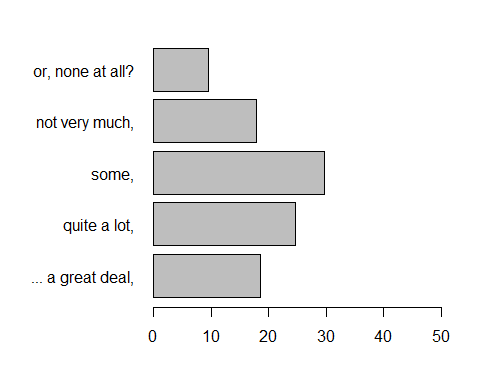 or, none at all?
not very much,
some,
quite a lot,
... a great deal,
0 10 20 30 40 50